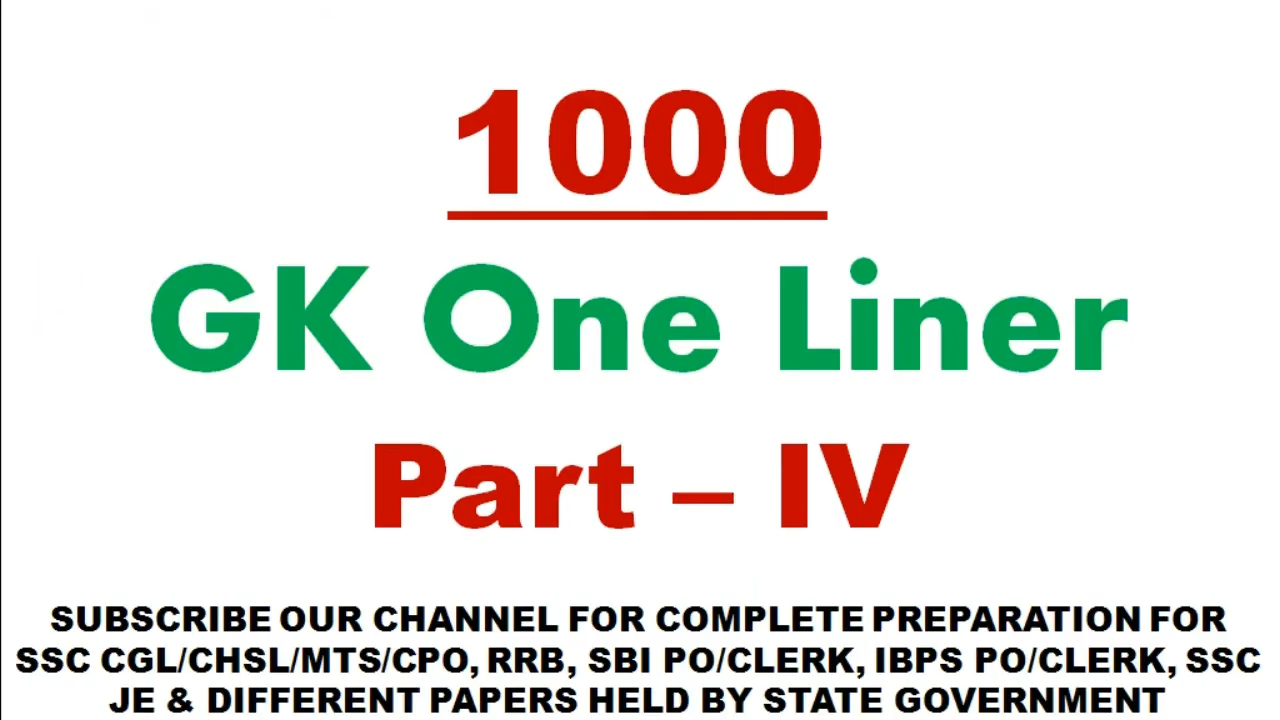 1000
GK One Liner
Part – IV
SUBSCRIBE OUR CHANNEL FOR COMPLETE PREPARATION FOR
SSC CGL/CHSL/MTS/CPO, RRB, SBI PO/CLERK, IBPS PO/CLERK, SSC
JE & DIFFERENT PAPERS HELD BY STATE GOVERNMENT